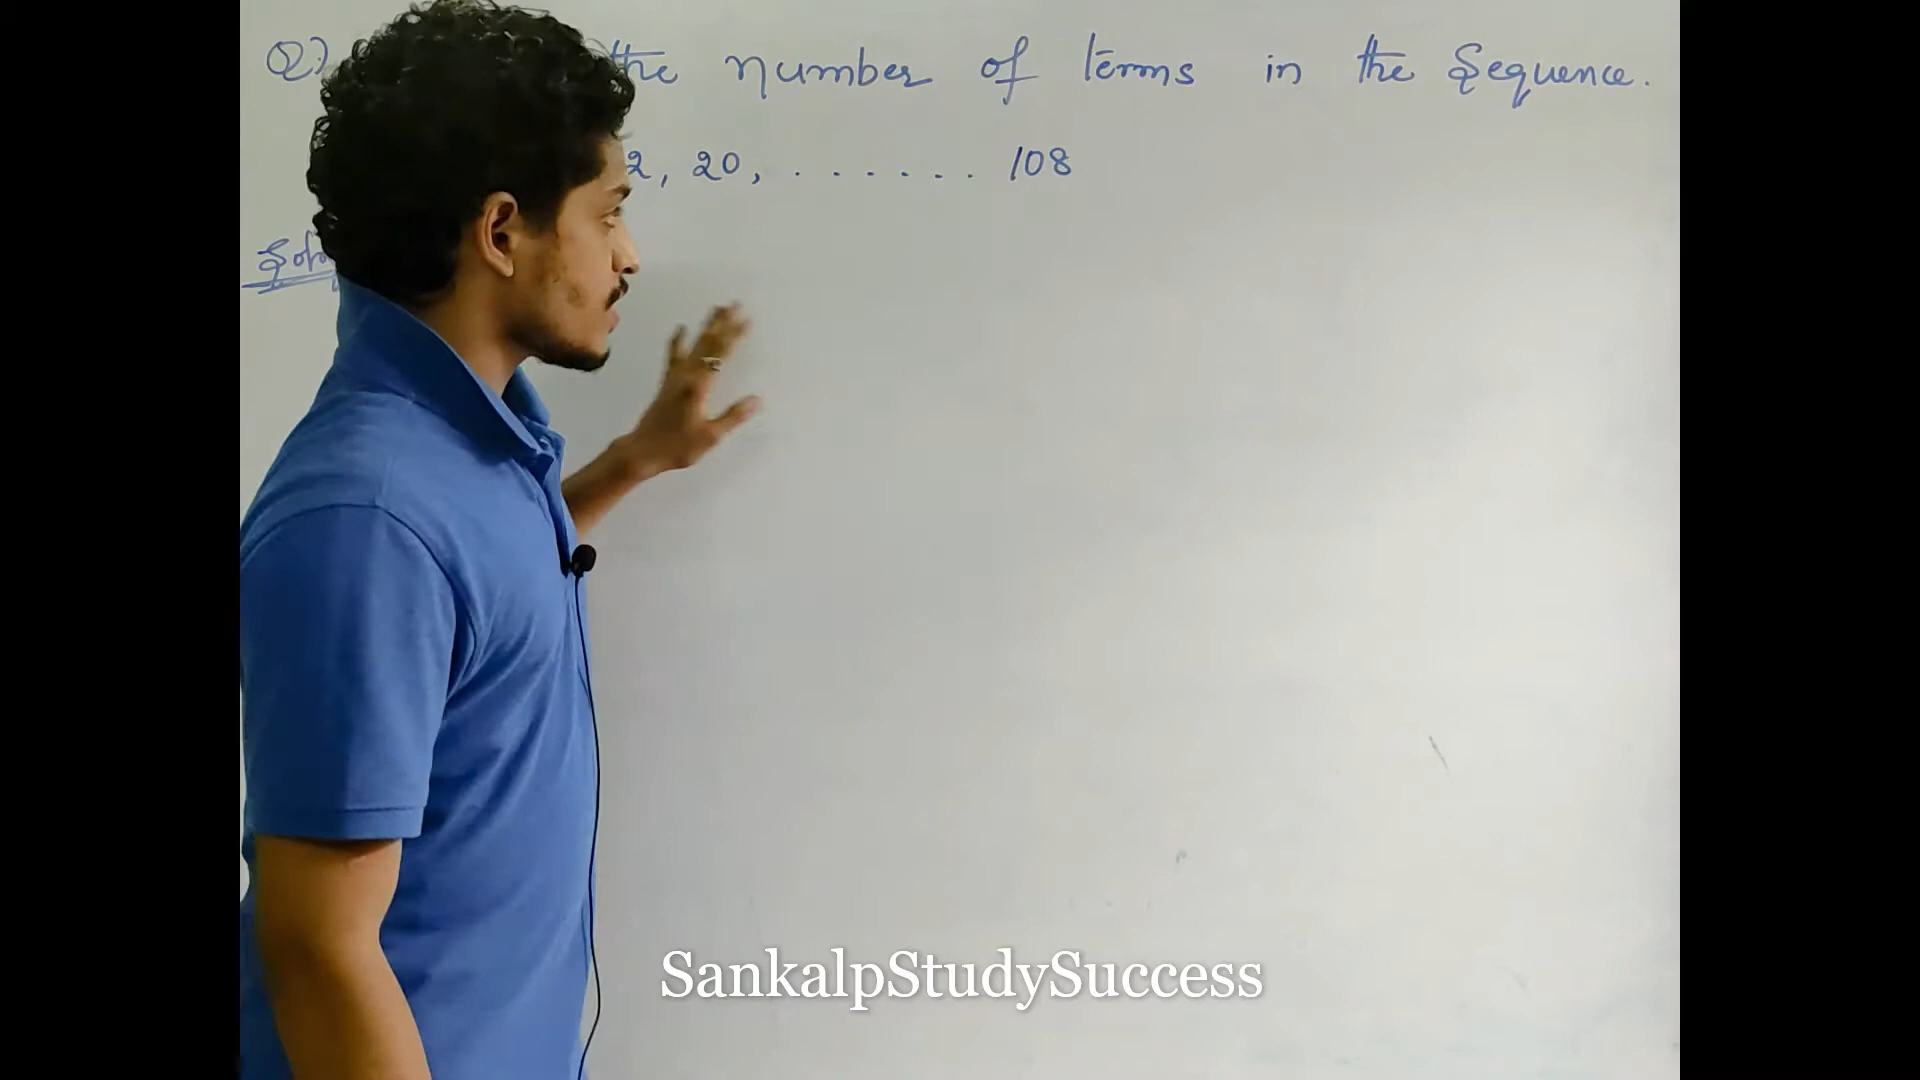 Q) the number of terms in the Sequence.
2, 20, . . . . . . . 108
SankalpStudySuccess